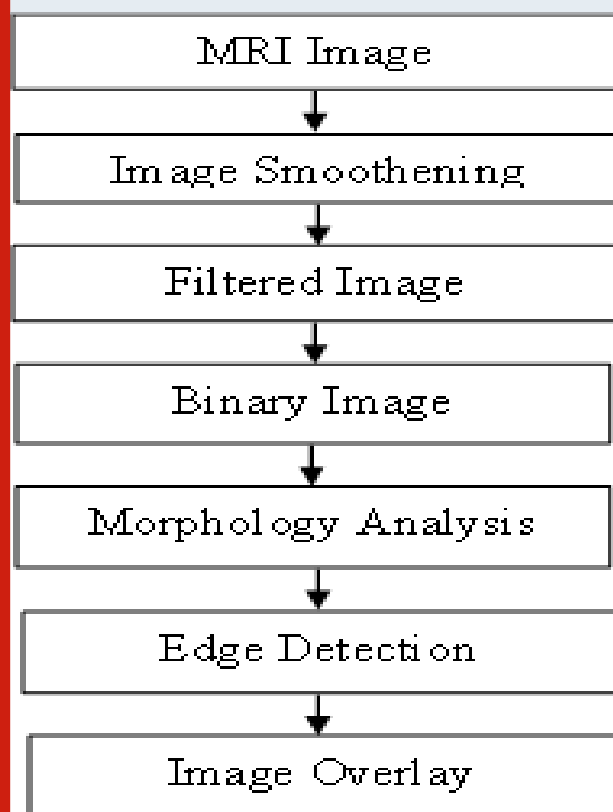 MRI Image
Image Smoothening
Filtered Image
Binary Image
Morphology Analysis
Edge Detection
Image Overlay